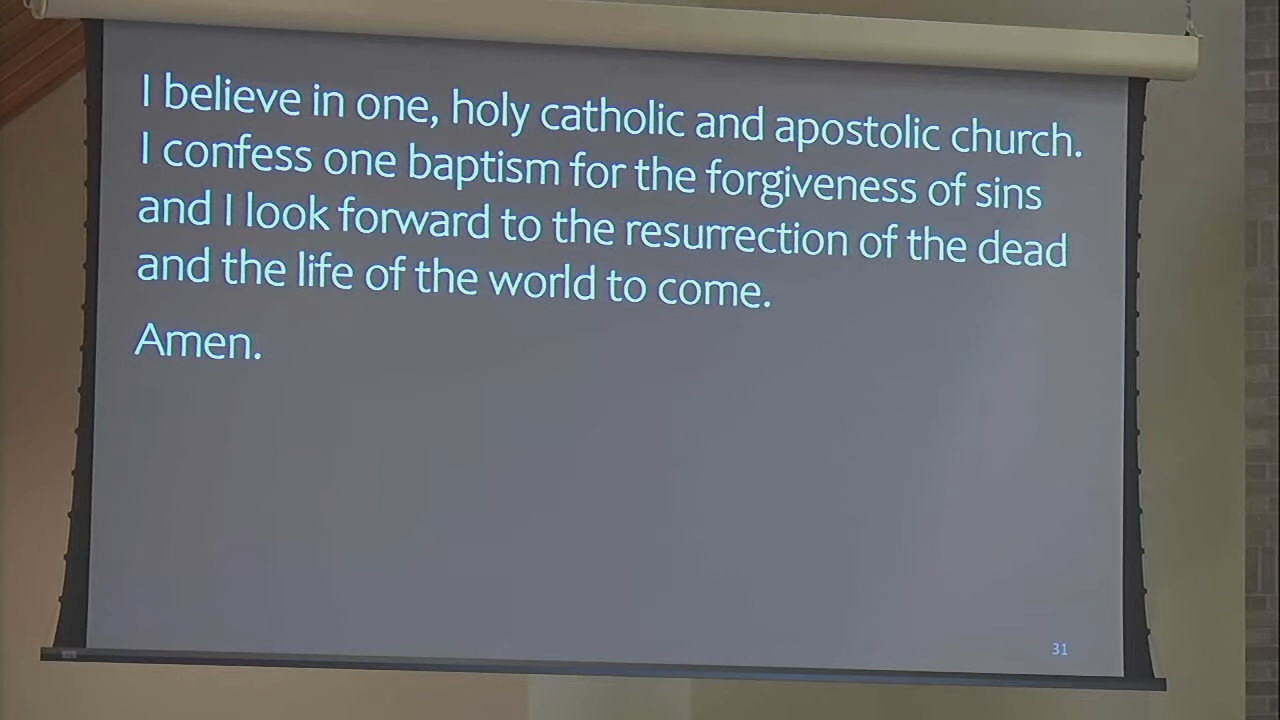 I believe in one, holy catholic and apostolic church.
I confess one baptism for the forgiveness of sins
and I look forward to the resurrection of the dead
and the life of the world to come.
Amen.
31